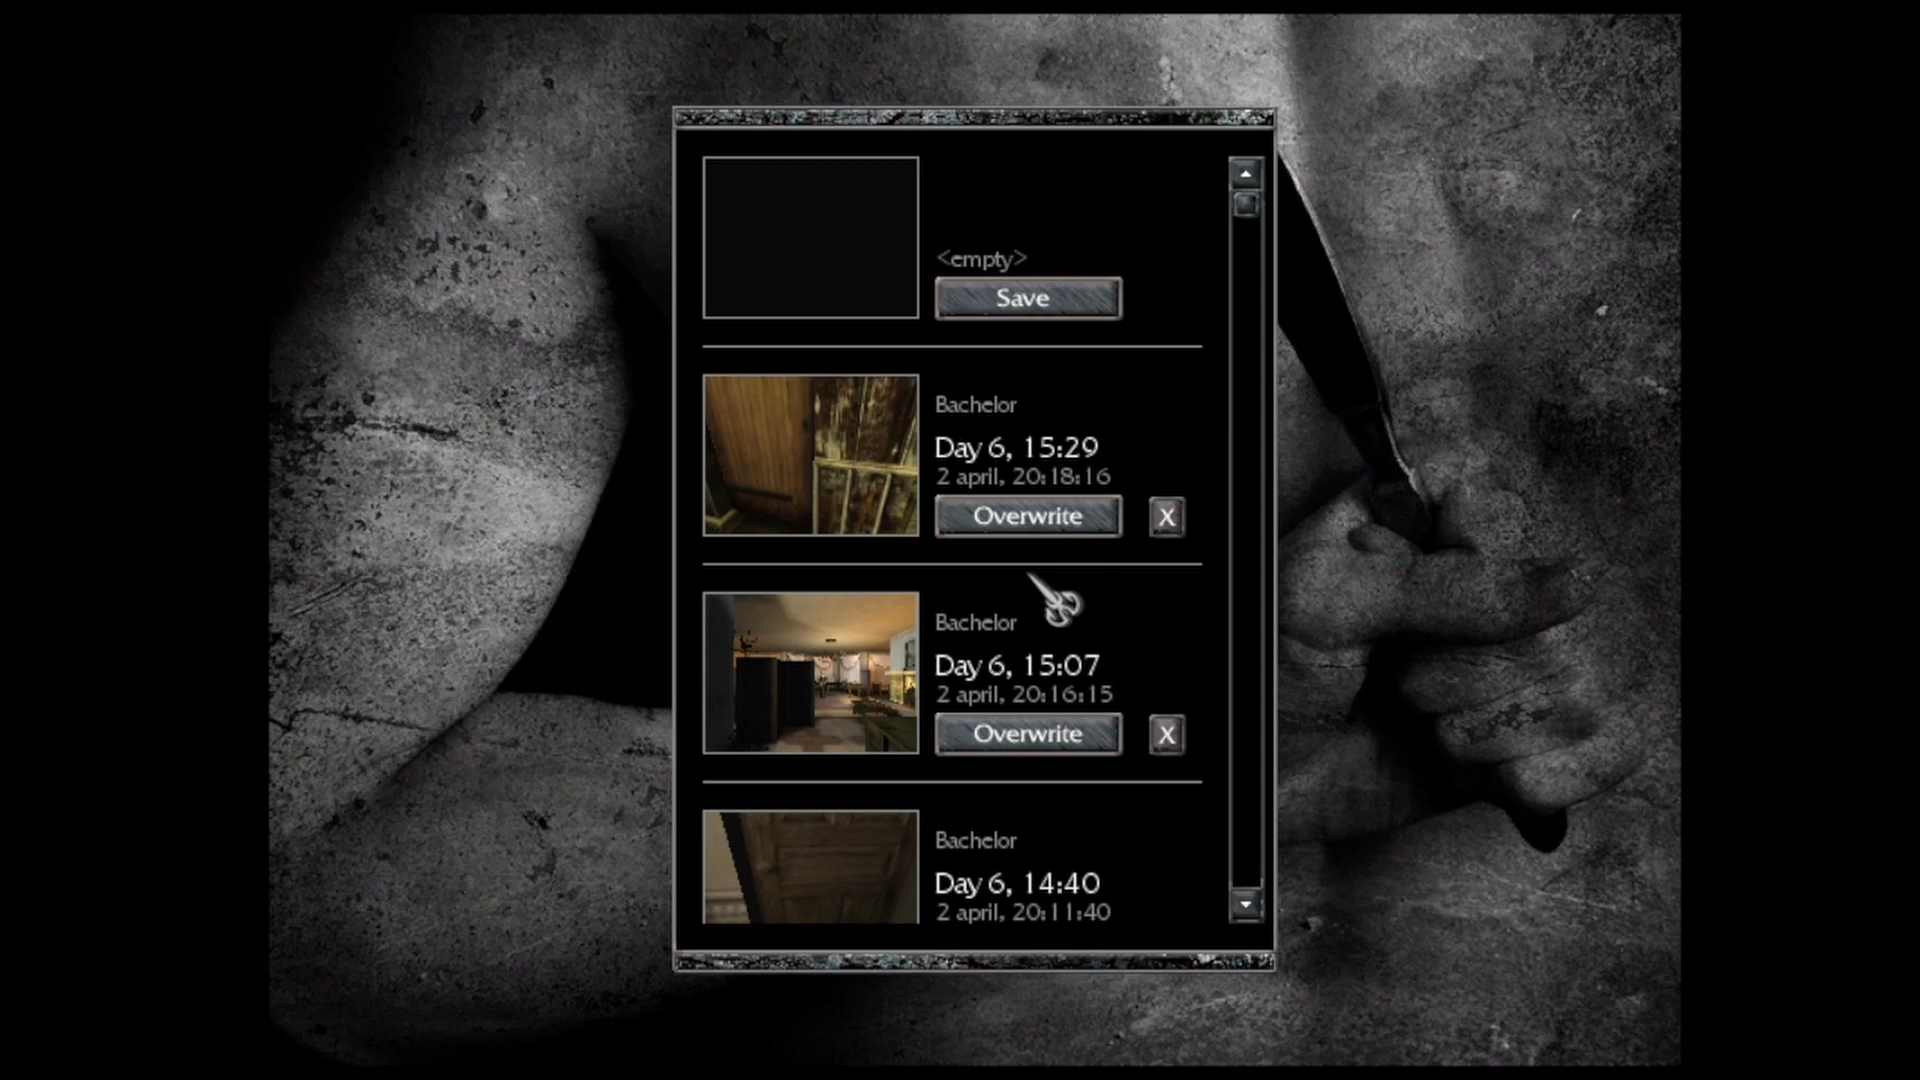 <empty>
Save
Bachelor
Day 6, 15:29
2 april, 20:18:16
Overwrite X
Bachelor
Day 6, 15:07
2 april, 20:16:15
Overwrite X
Bachelor
Day 6, 14:40
2 april, 20:11:40